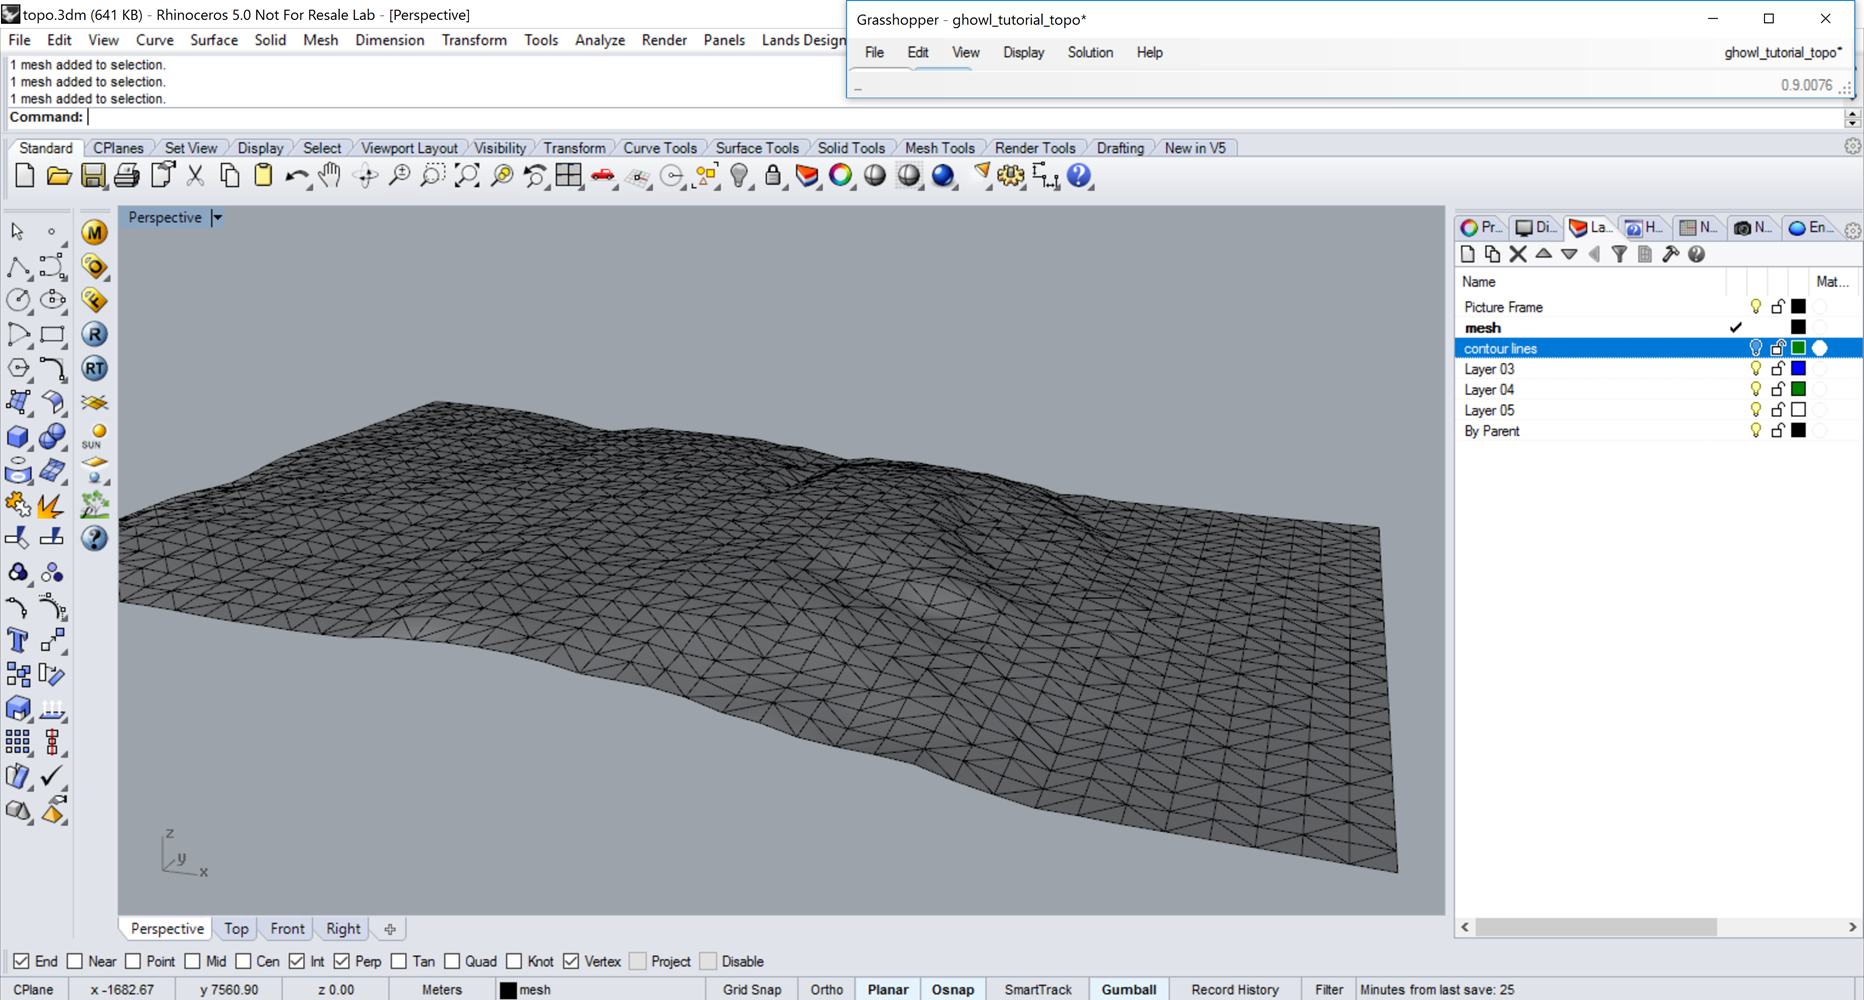 topo.3dm (641 KB) - Rhinoceros 5.0 Not For Resale Lab - [Perspective]
File Edit View Curve Surface Solid Mesh Dimension Transform Tools Analyze Render Panels Lands Design
Grasshopper - ghowl_tutorial_topo*
File Edit View Display Solution Help ghowl_tutorial_topo*
0.9.0076
1 mesh added to selection.
1 mesh added to selection.
1 mesh added to selection.
Command:
Standard CPlanes Set View Display Select Viewport Layout Visibility Transform Curve Tools Surface Tools Solid Tools Mesh Tools Render Tools Drafting New in V5
Perspective
M
R
RT
SUN
z
y
x
Pr... Di... La... H... N... N... En...
Name Mat...
Picture Frame
mesh
contour lines
Layer 03
Layer 04
Layer 05
By Parent
Perspective Top Front Right
End Near Point Mid Cen Int Perp Tan Quad Knot Vertex Project Disable
CPlane x -1682.67 y 7560.90 z 0.00 Meters mesh Grid Snap Ortho Planar Osnap SmartTrack Gumball Record History Filter Minutes from last save: 25